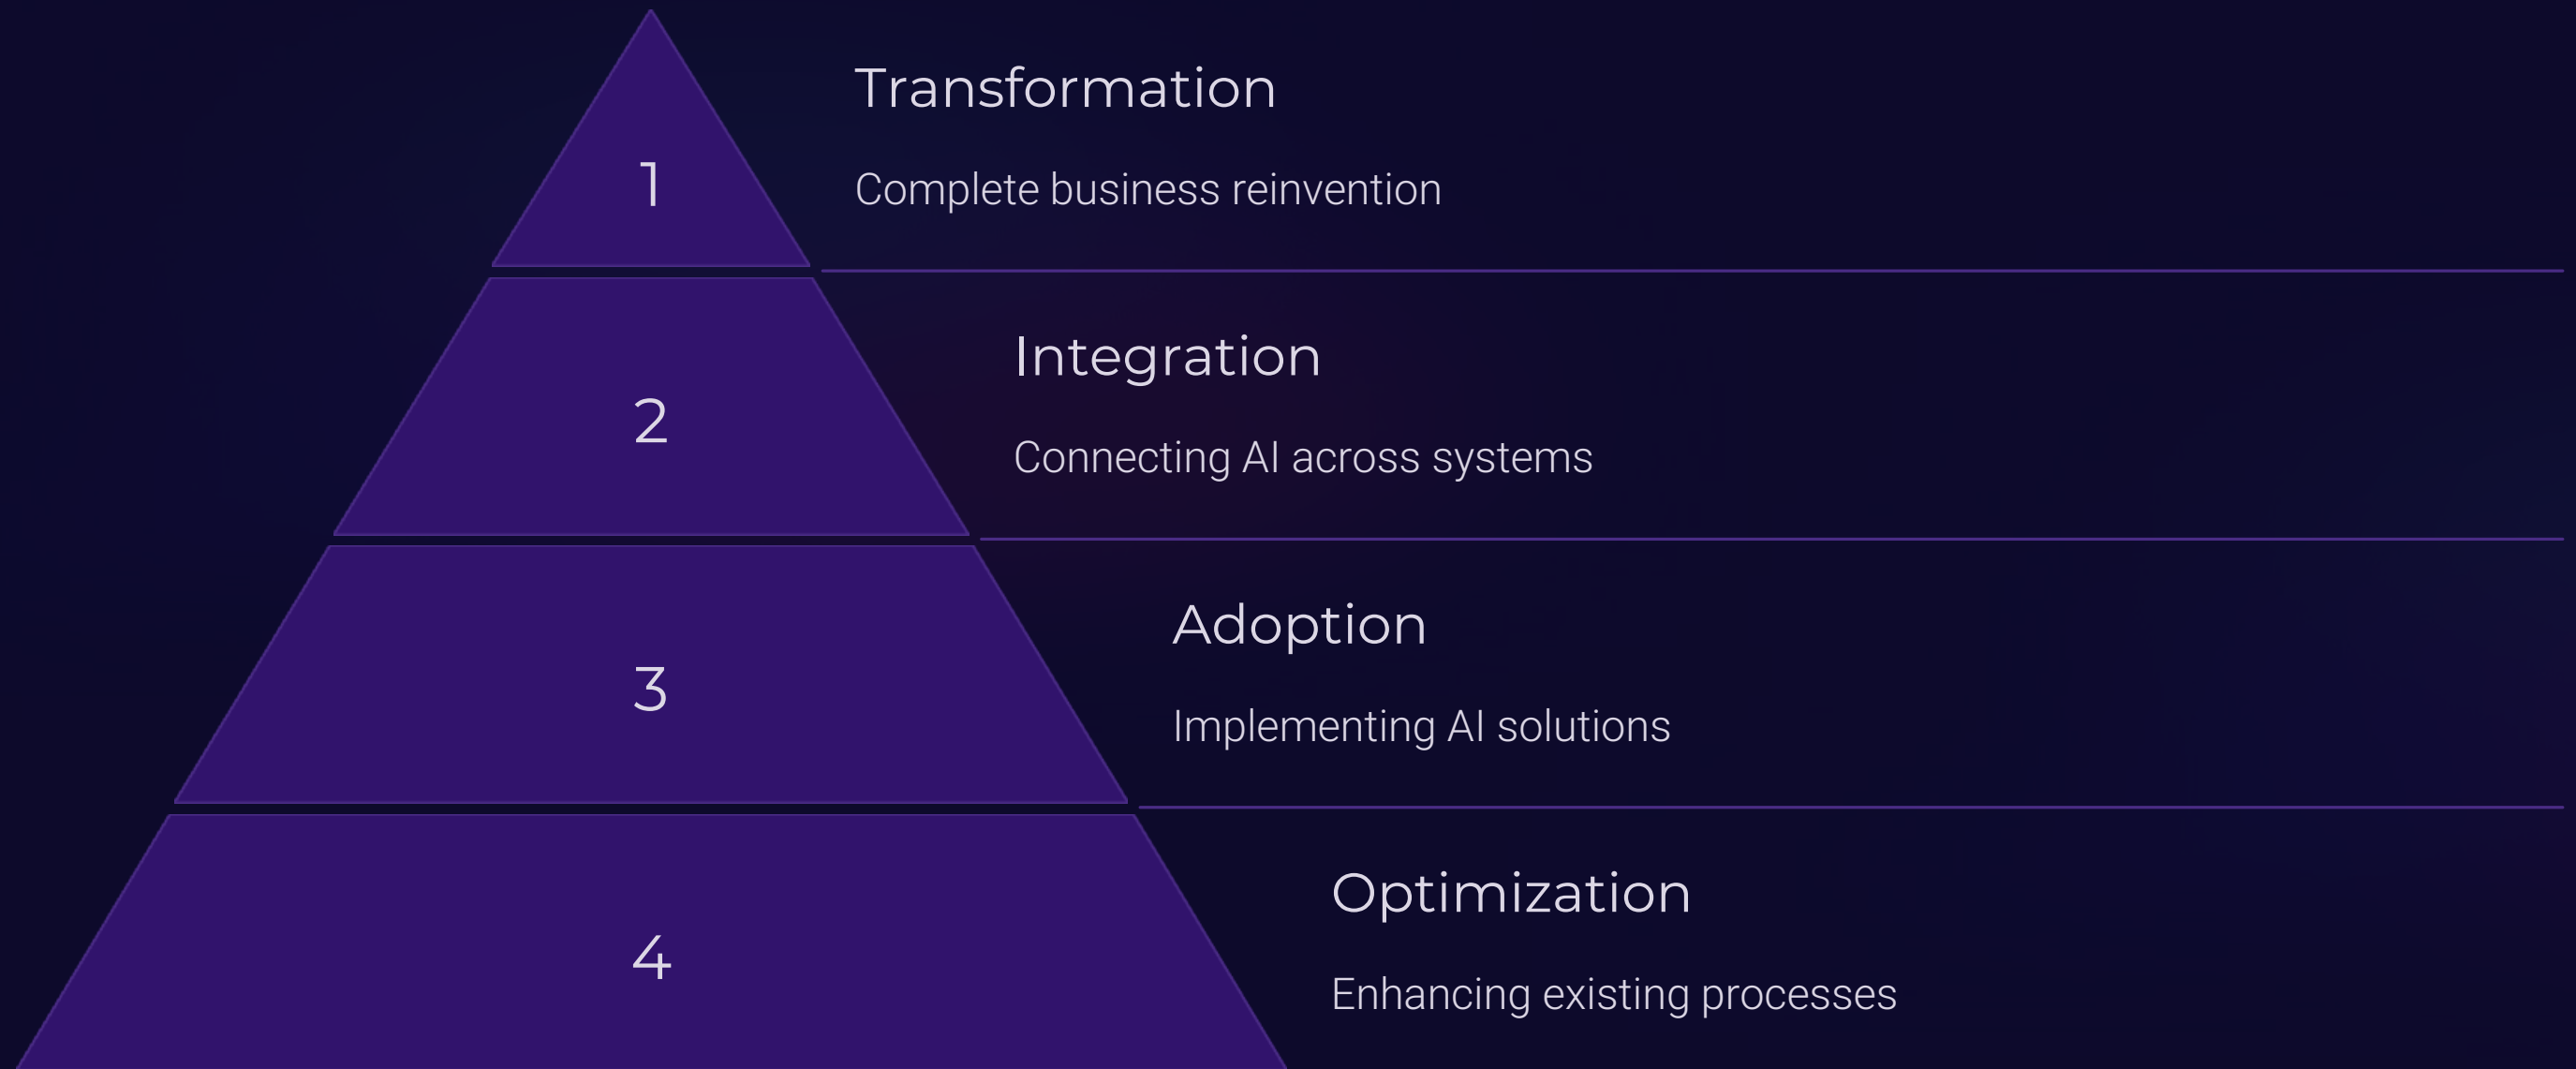 1
Transformation
Complete business reinvention
2
Integration
Connecting AI across systems
3
Adoption
Implementing AI solutions
4
Optimization
Enhancing existing processes